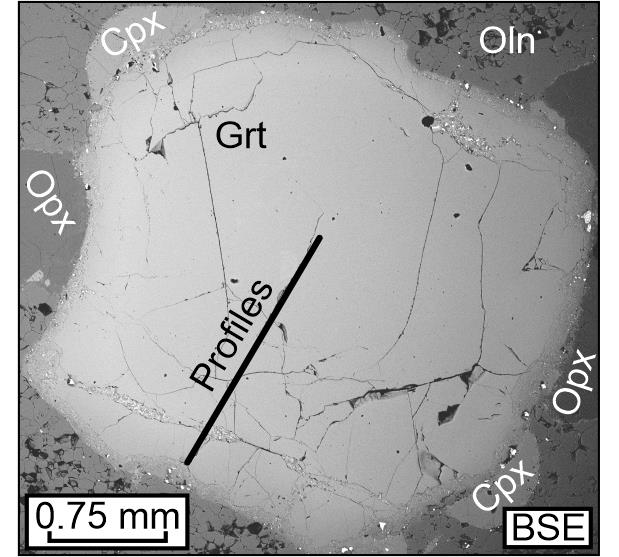 Cpx
Oln
Grt
Opx
Profiles
Opx
Cpx
0.75 mm
BSE